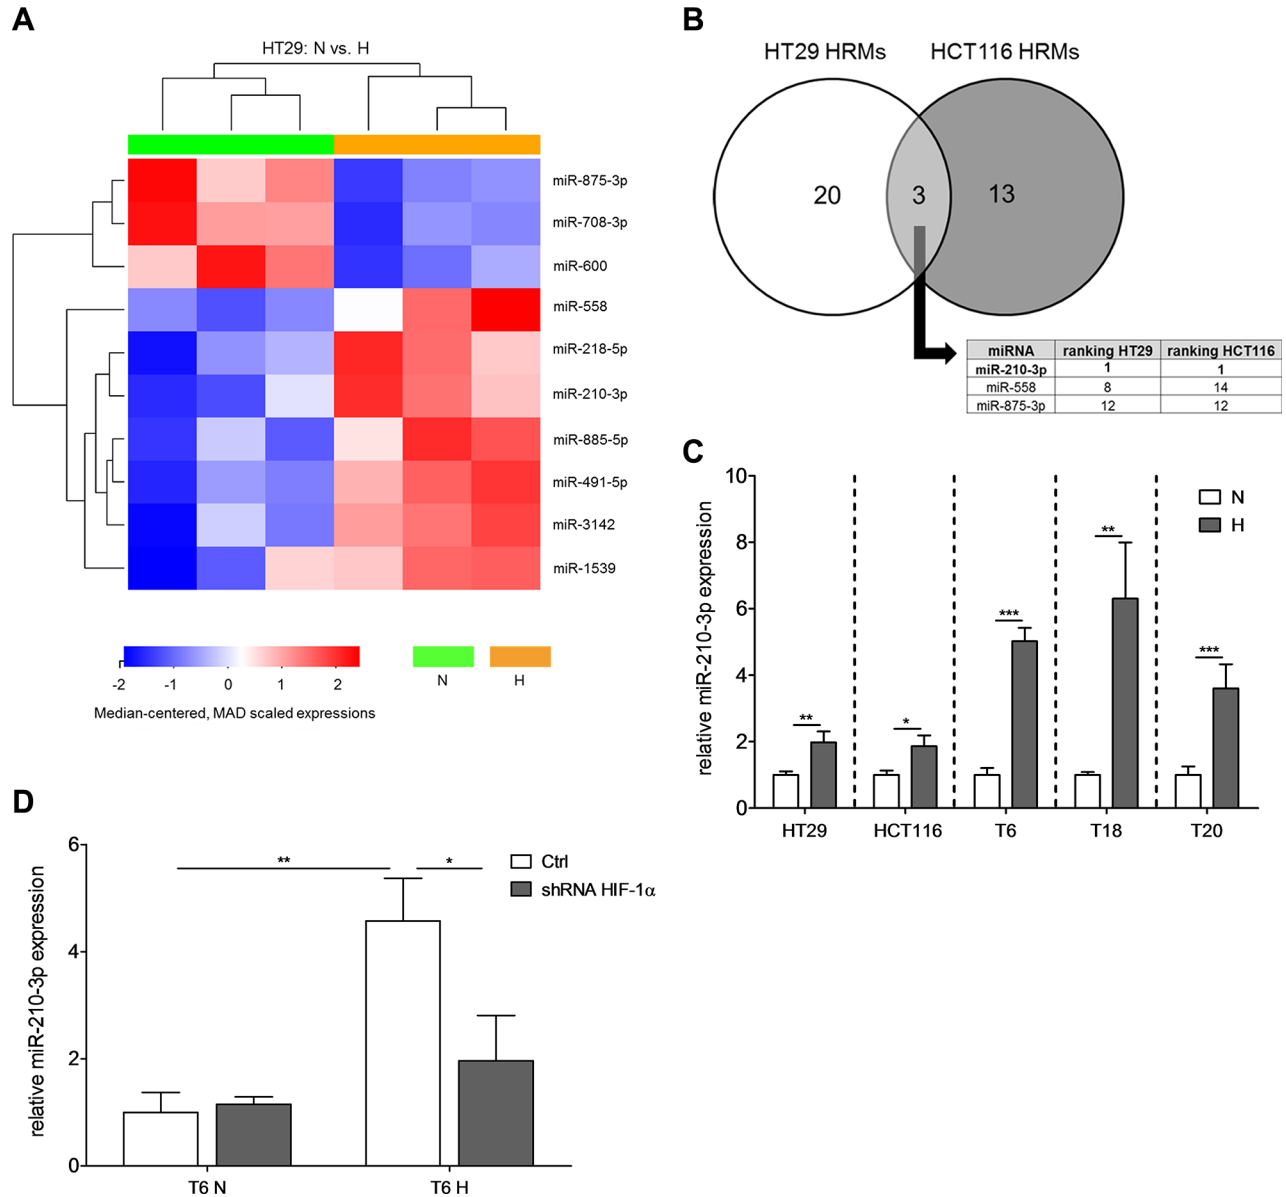 A
HT29: N vs. H
miR-875-3p
miR-708-3p
miR-600
miR-558
miR-218-5p
miR-210-3p
miR-885-5p
miR-491-5p
miR-3142
miR-1539
-2 -1 0 1 2
N H
Median-centered, MAD scaled expressions
B
HT29 HRMs HCT116 HRMs
20 3 13
miRNA ranking HT29 ranking HCT116
miR-210-3p 1 1
miR-558 8 14
miR-875-3p 12 12
C
relative miR-210-3p expression
10
8
6
4
2
0
N
H
** * *** ** ***
HT29 HCT116 T6 T18 T20
D
relative miR-210-3p expression
6
4
2
0
** *
Ctrl
shRNA HIF-1α
T6 N T6 H